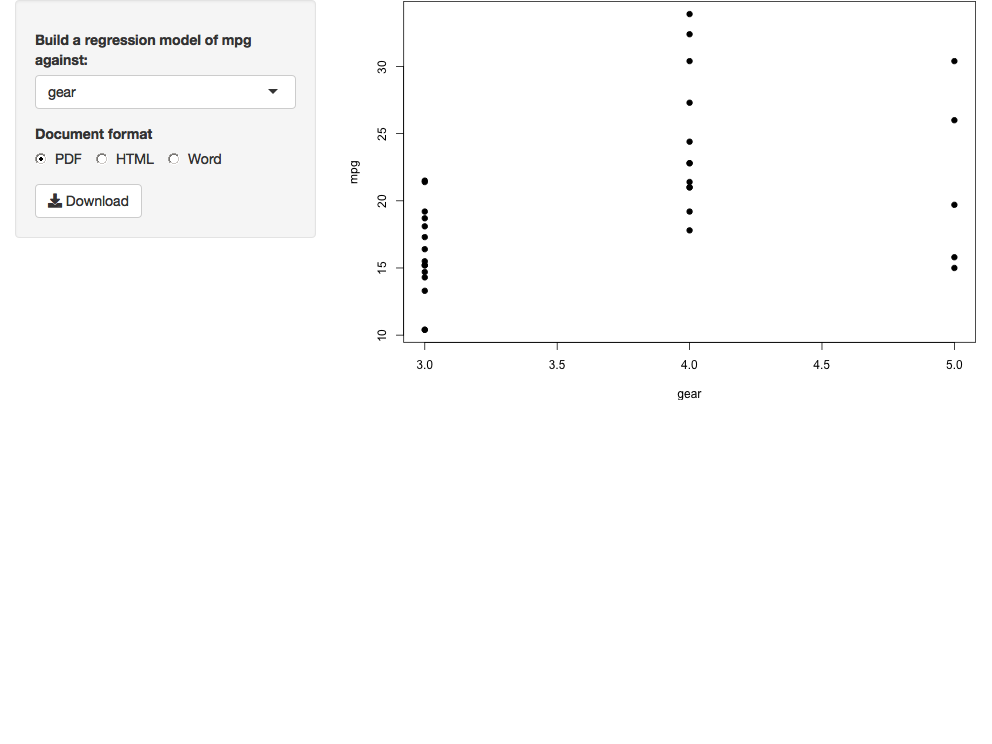 Build a regression model of mpg
against:
gear
Document format
PDF HTML Word
Download
mpg
30
25
20
15
10
3.0 3.5 4.0 4.5 5.0
gear